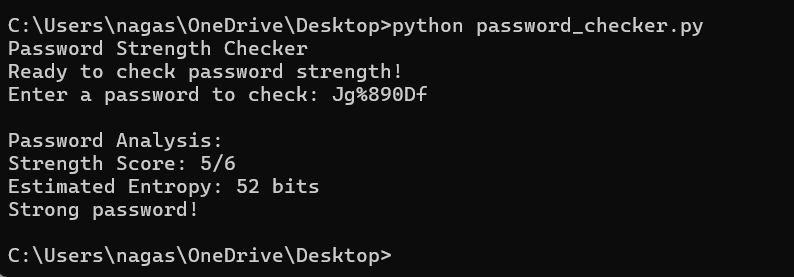 C:\Users\nagas\OneDrive\Desktop>python password_checker.py
Password Strength Checker
Ready to check password strength!
Enter a password to check: Jg%890Df
Password Analysis:
Strength Score: 5/6
Estimated Entropy: 52 bits
Strong password!
C:\Users\nagas\OneDrive\Desktop>